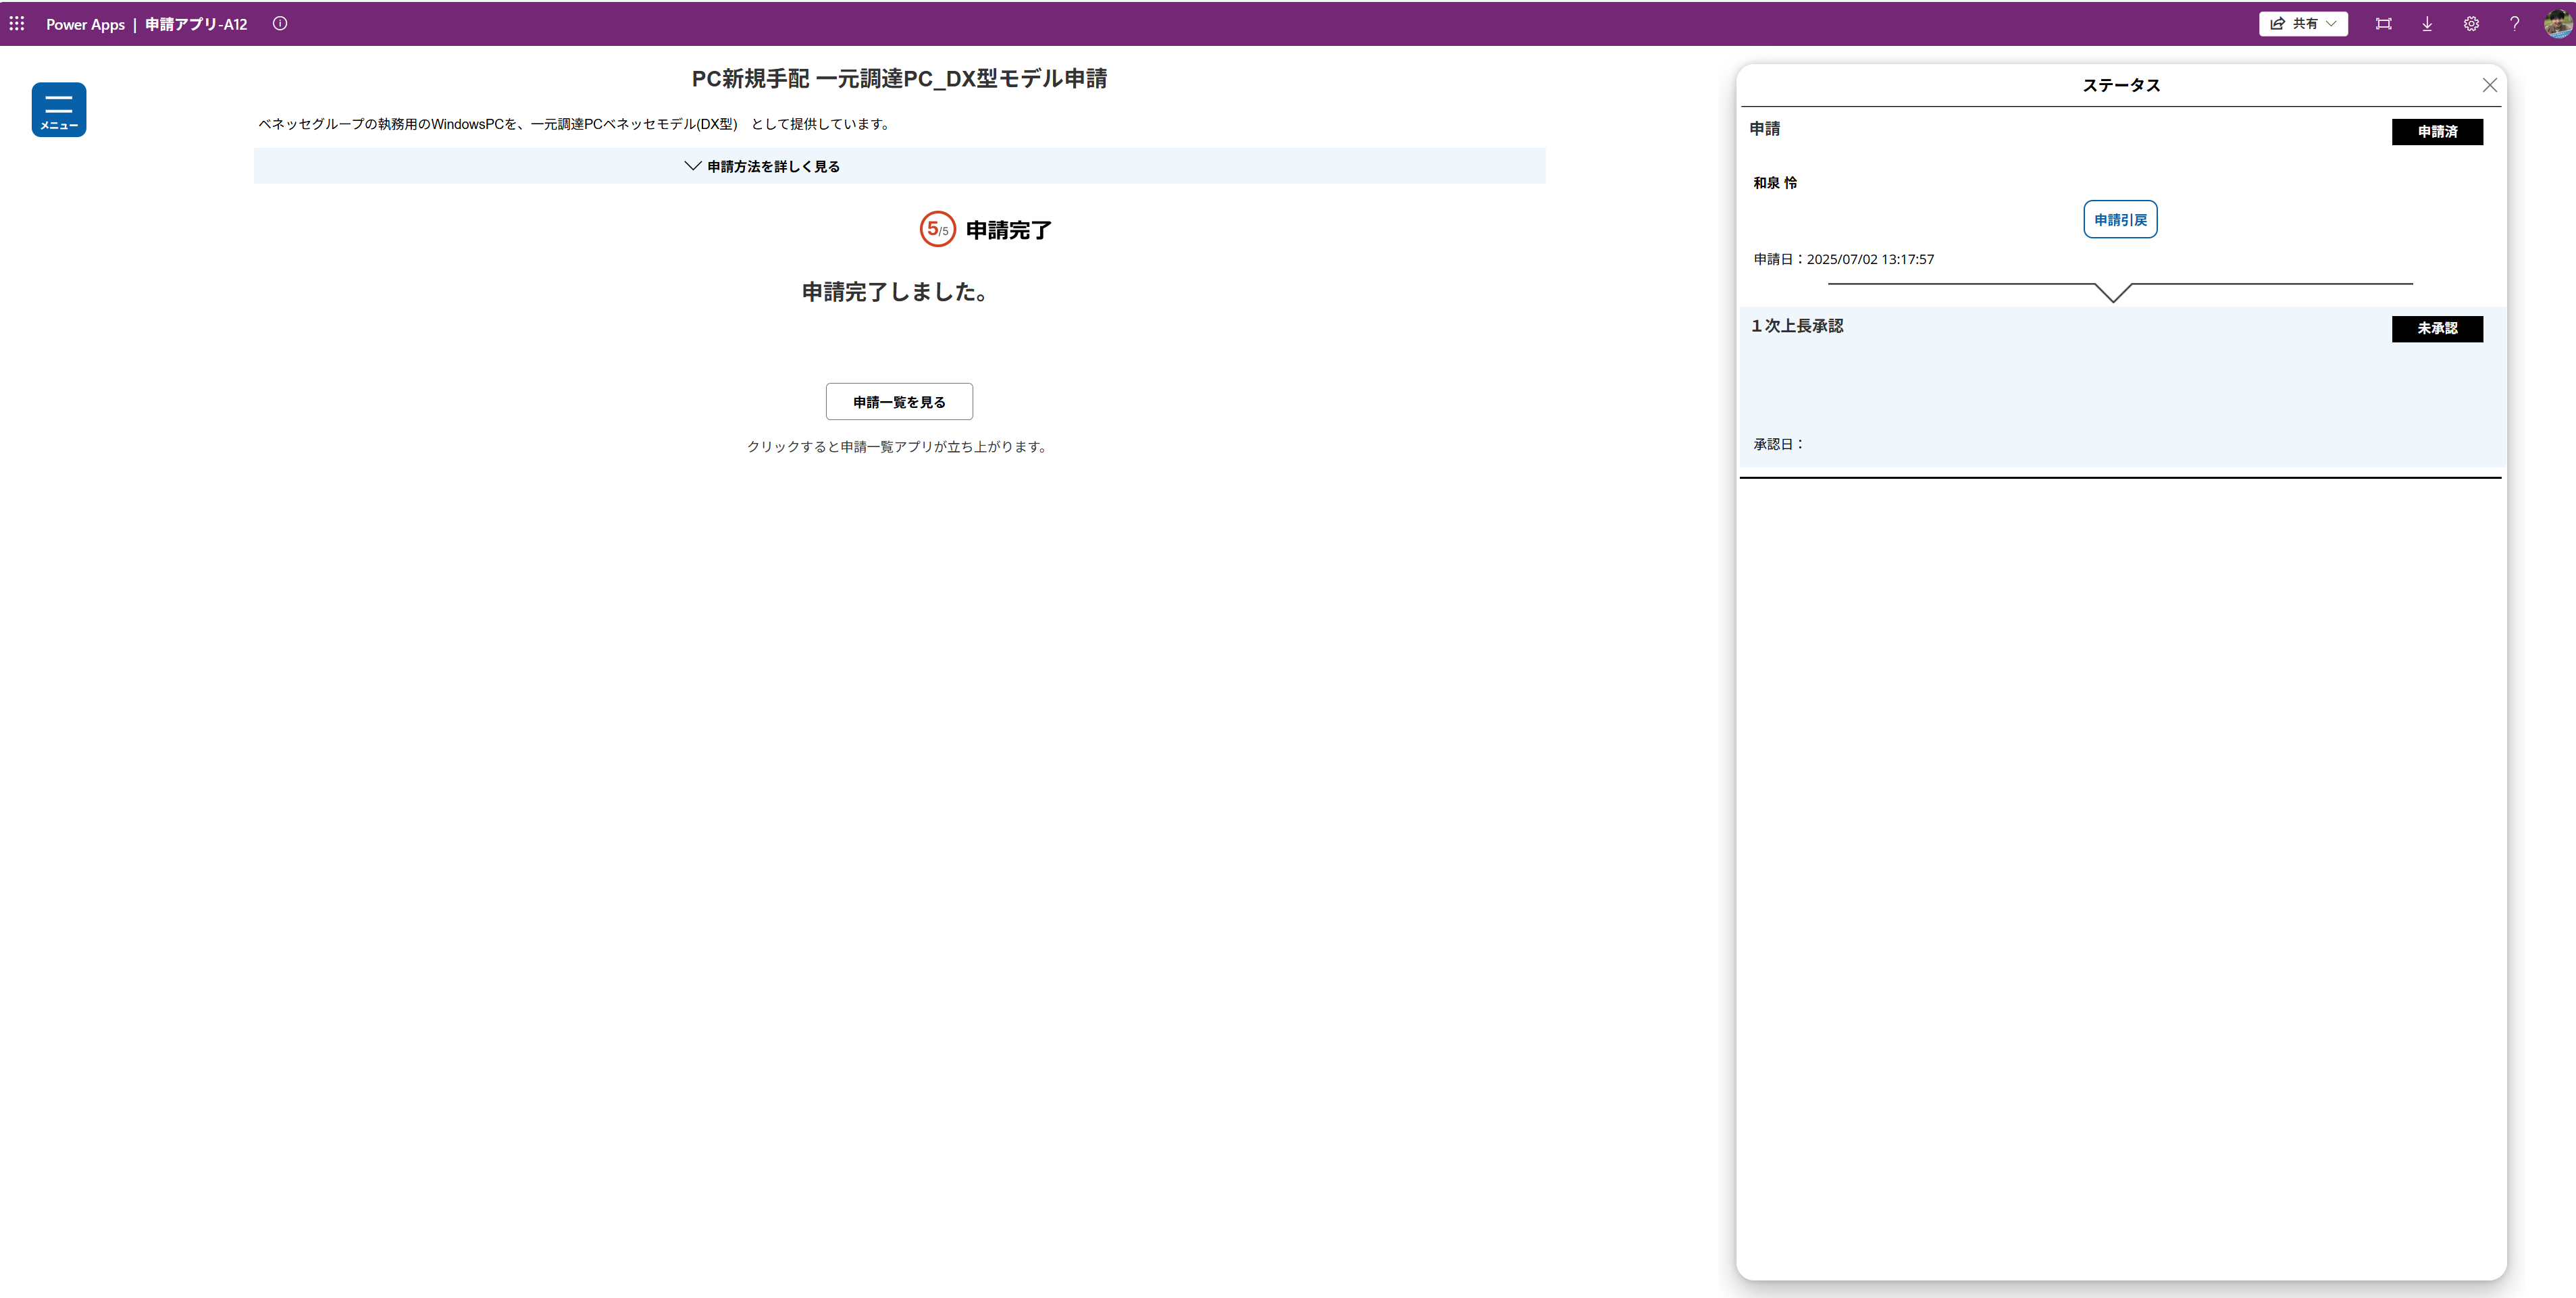 Power Apps | 申請アプリ-A12
共有
メニュー
PC新規手配 一元調達PC_DX型モデル申請
ベネッセグループの執務用のWindowsPCを、一元調達PCベネッセモデル(DX型)　として提供しています。
申請方法を詳しく見る
5/5 申請完了
申請完了しました。
申請一覧を見る
クリックすると申請一覧アプリが立ち上がります。
ステータス
申請
申請済
和泉 怜
申請引戻
申請日：2025/07/02 13:17:57
１次上長承認
未承認
承認日：